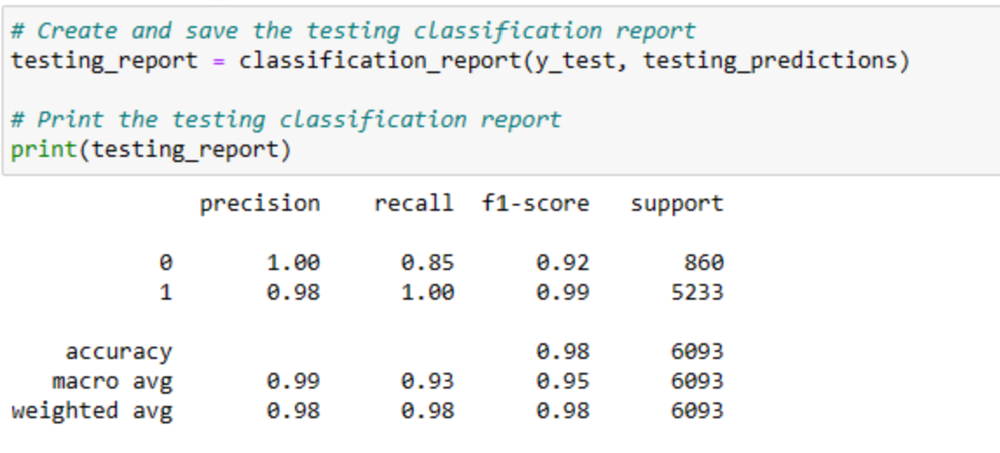 # Create and save the testing classification report
testing_report = classification_report(y_test, testing_predictions)
# Print the testing classification report
print(testing_report)
precision recall f1-score support
0 1.00 0.85 0.92 860
1 0.98 1.00 0.99 5233
accuracy 0.98 6093
macro avg 0.99 0.93 0.95 6093
weighted avg 0.98 0.98 0.98 6093